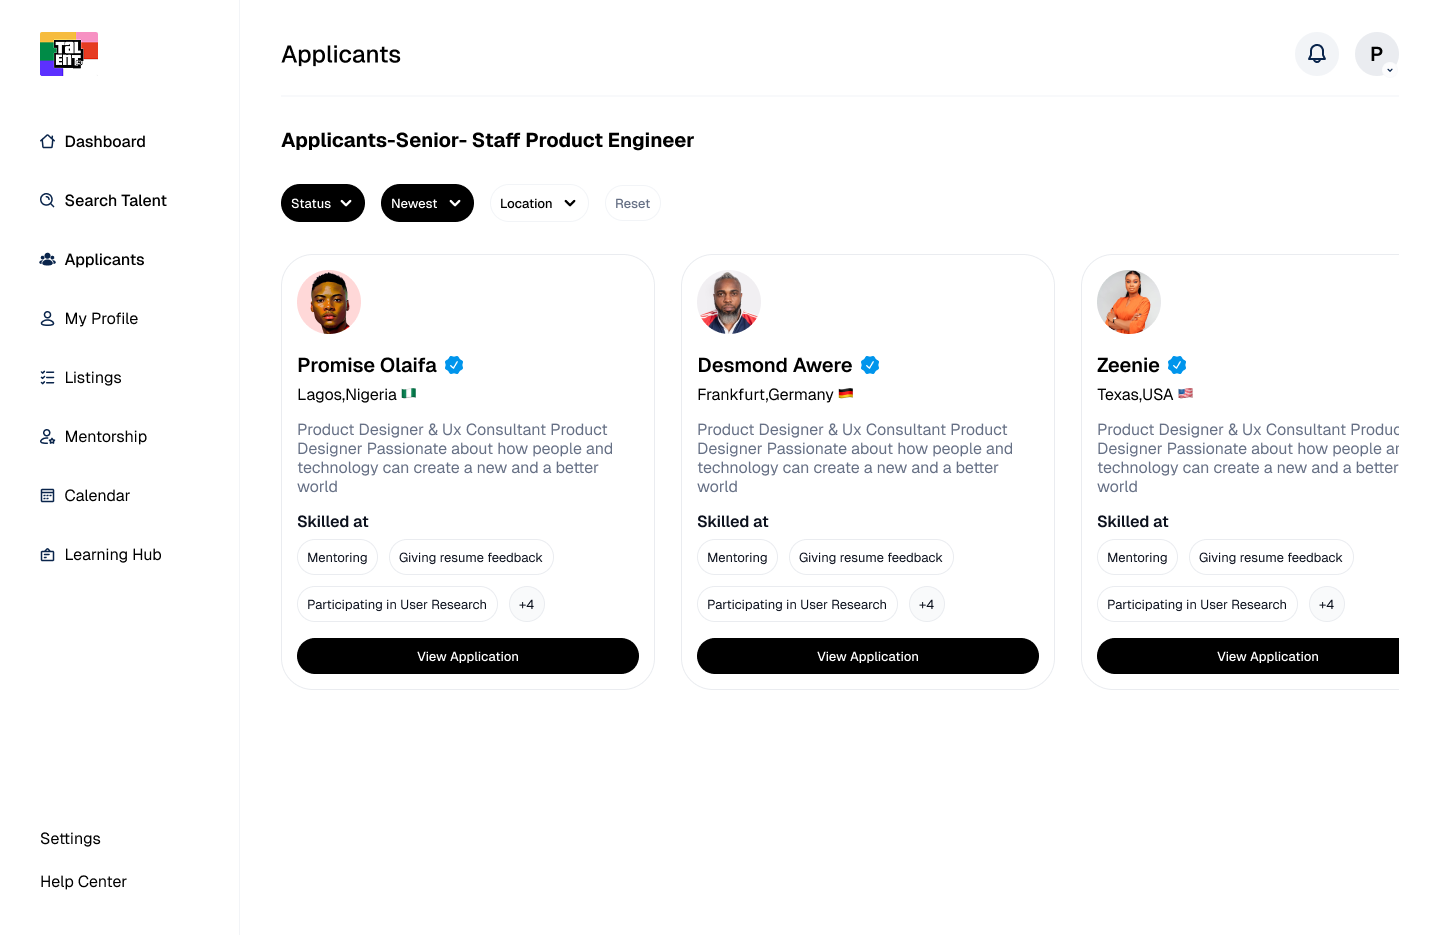 TaL
ENT
Dashboard
Search Talent
Applicants
My Profile
Listings
Mentorship
Calendar
Learning Hub
Settings
Help Center
Applicants
P
Applicants-Senior- Staff Product Engineer
Status
Newest
Location
Reset
Promise Olaifa
Lagos,Nigeria
Product Designer & Ux Consultant Product
Designer Passionate about how people and
technology can create a new and a better
world
Skilled at
Mentoring
Giving resume feedback
Participating in User Research
+4
View Application
Desmond Awere
Frankfurt,Germany
Product Designer & Ux Consultant Product
Designer Passionate about how people and
technology can create a new and a better
world
Skilled at
Mentoring
Giving resume feedback
Participating in User Research
+4
View Application
Zeenie
Texas,USA
Product Designer & Ux Consultant Produc
Designer Passionate about how people ar
technology can create a new and a better
world
Skilled at
Mentoring
Giving resume feedback
Participating in User Research
+4
View Application